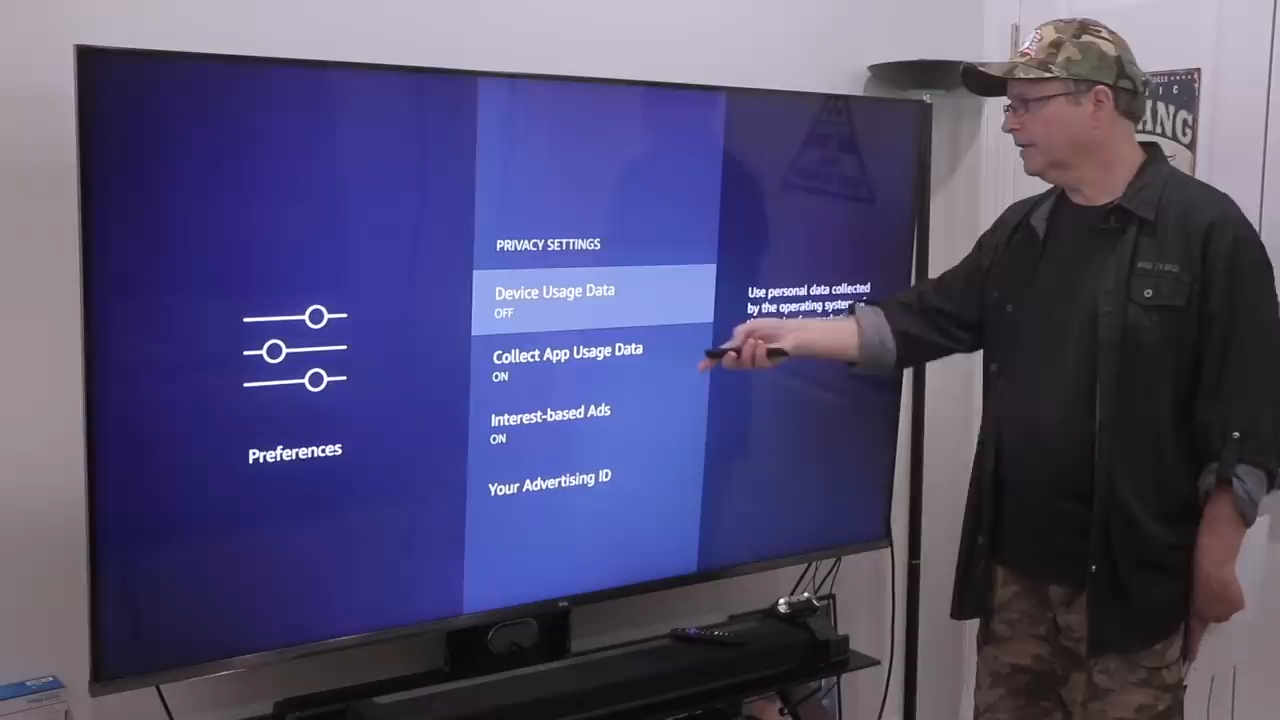 PRIVACY SETTINGS
Device Usage Data
OFF
Collect App Usage Data
ON
Interest-based Ads
ON
Your Advertising ID
Preferences
Use personal data collected
by the operating system